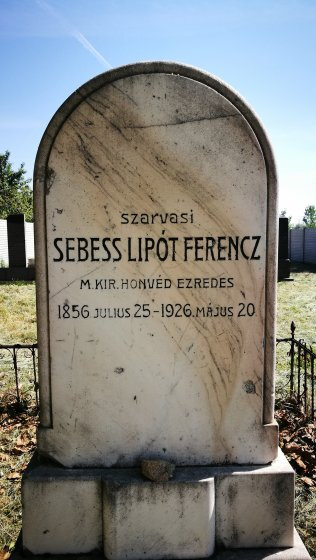 szarvasi
SEBESS LIPÓT FERENCZ
M. KIR. HONVÉD EZREDES
1856 JULIUS 25-1926. MÁJUS 20.